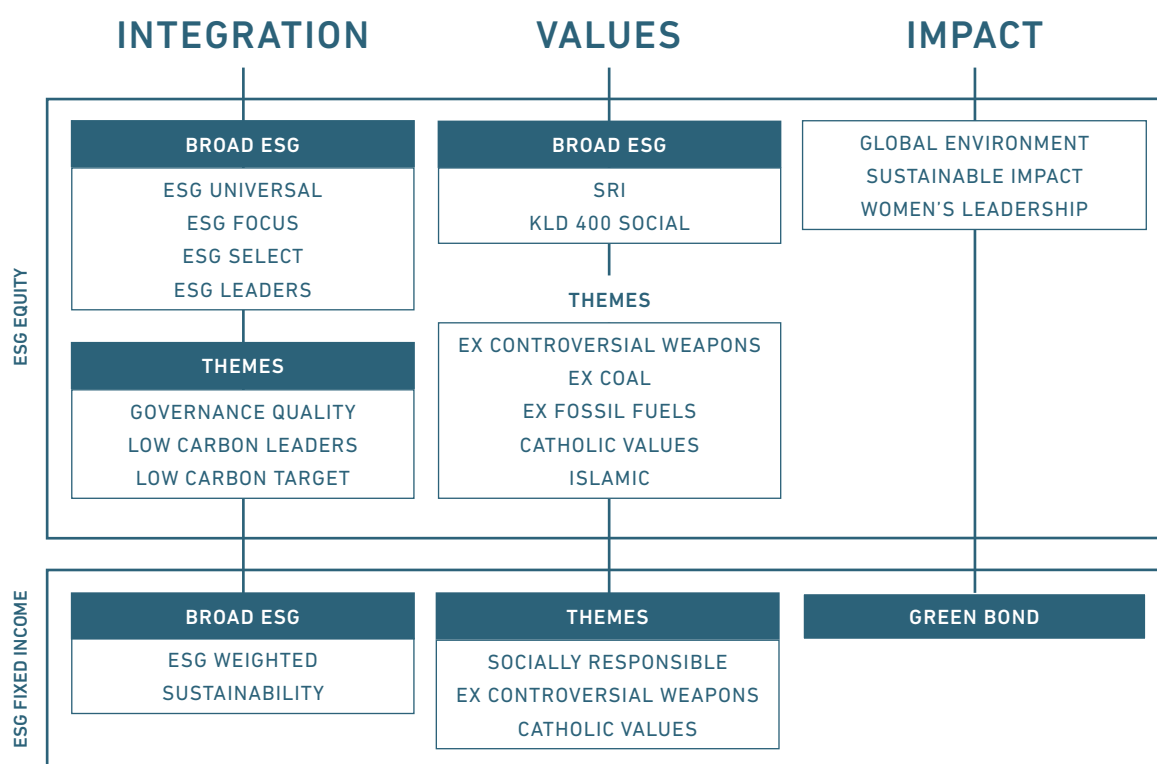 INTEGRATION
VALUES
IMPACT
ESG EQUITY
BROAD ESG
ESG UNIVERSAL
ESG FOCUS
ESG SELECT
ESG LEADERS
THEMES
GOVERNANCE QUALITY
LOW CARBON LEADERS
LOW CARBON TARGET
BROAD ESG
SRI
KLD 400 SOCIAL
THEMES
EX CONTROVERSIAL WEAPONS
EX COAL
EX FOSSIL FUELS
CATHOLIC VALUES
ISLAMIC
GLOBAL ENVIRONMENT
SUSTAINABLE IMPACT
WOMEN'S LEADERSHIP
ESG FIXED INCOME
BROAD ESG
ESG WEIGHTED
SUSTAINABILITY
THEMES
SOCIALLY RESPONSIBLE
EX CONTROVERSIAL WEAPONS
CATHOLIC VALUES
GREEN BOND